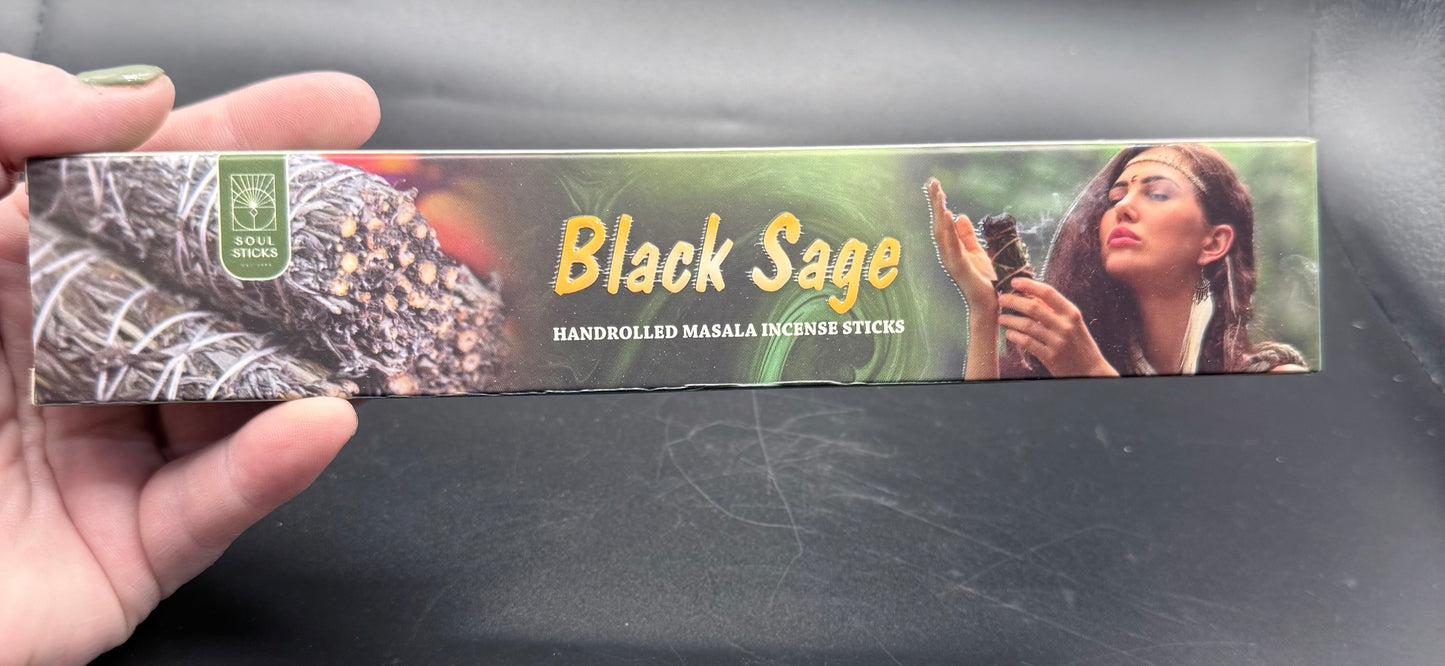 SOUL
STICKS
Black Sage
HANDROLLED MASALA INCENSE STICKS